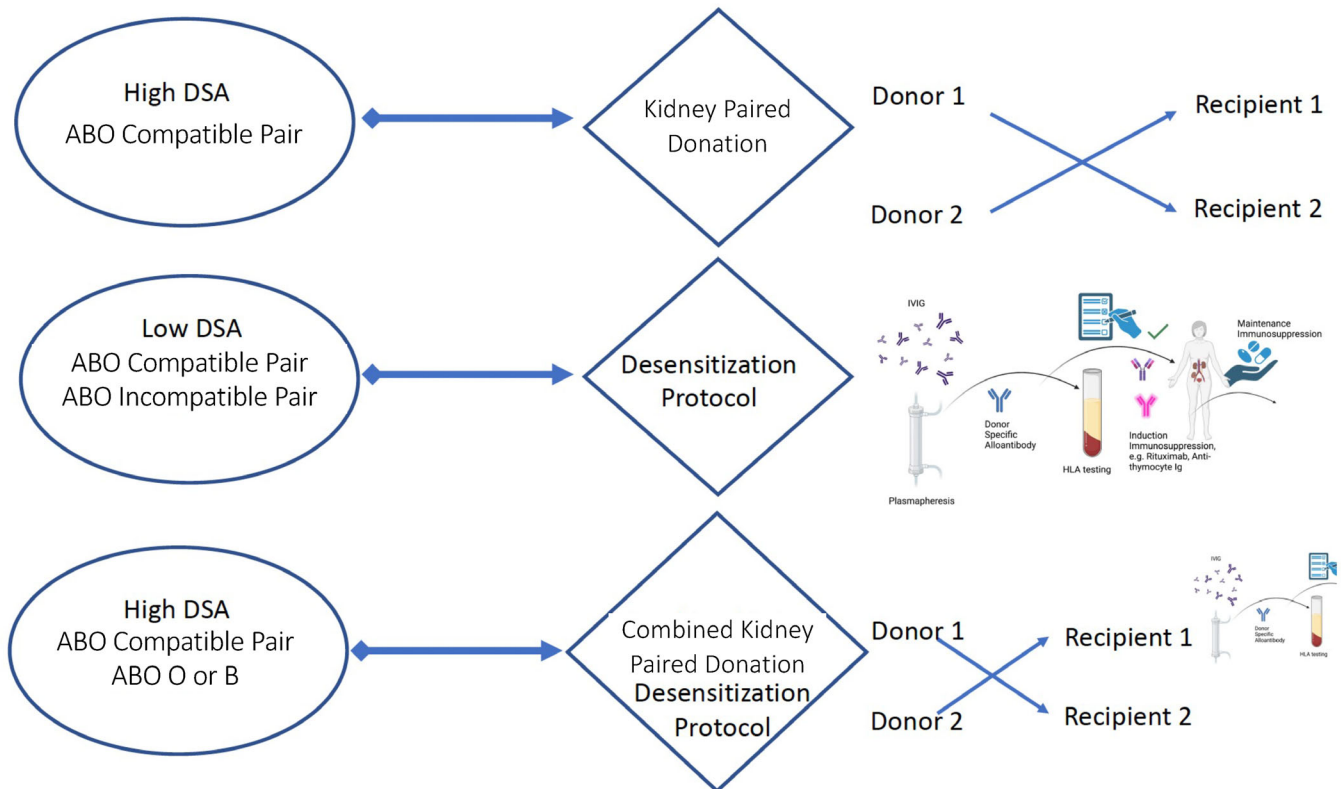 High DSA
ABO Compatible Pair
Kidney Paired
Donation
Donor 1
Recipient 1
Donor 2
Recipient 2
Low DSA
ABO Compatible Pair
ABO Incompatible Pair
Desensitization
Protocol
IVIG
Plasmapheresis
Donor
Specific
Alloantibody
HLA testing
Induction
Immunosuppression,
e.g. Rituximab, Anti-
thymocyte Ig
Maintenance
Immunosuppression
High DSA
ABO Compatible Pair
ABO O or B
Combined Kidney
Paired Donation
Desensitization
Protocol
Donor 1
Recipient 1
Donor 2
Recipient 2
IVIG
Donor
Specific
Alloantibody
HLA testing